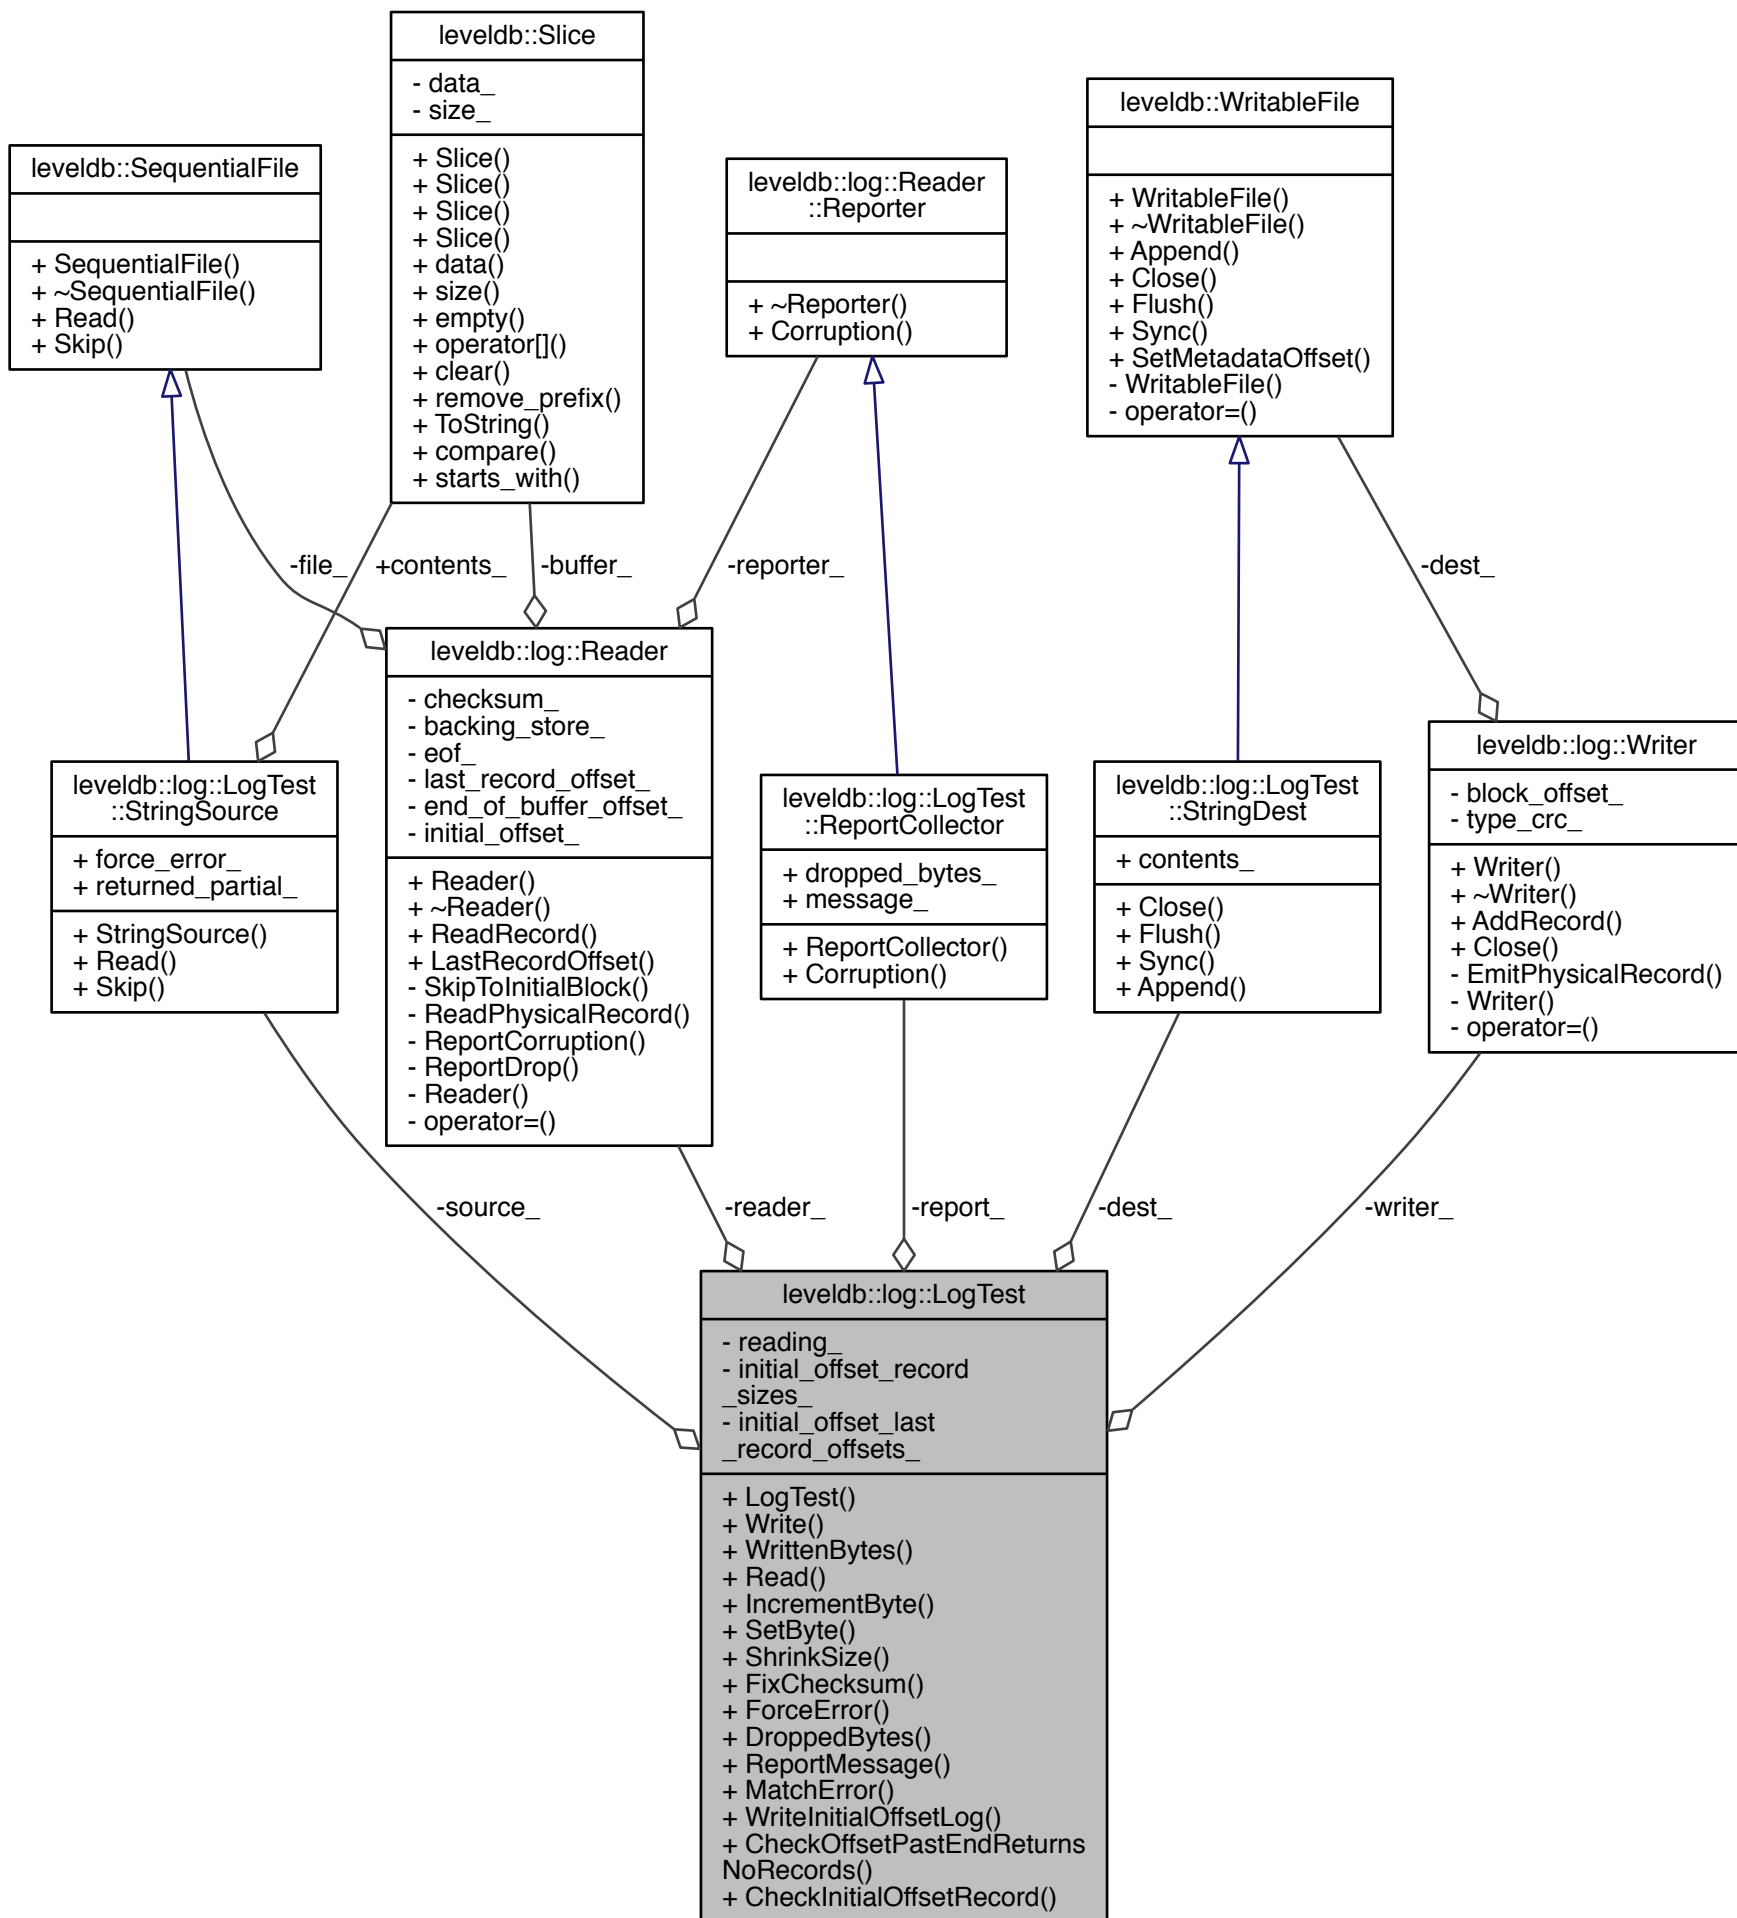 leveldb::Slice
- data_
- size_
+ Slice()
+ Slice()
+ Slice()
+ Slice()
+ data()
+ size()
+ empty()
+ operator[]()
+ clear()
+ remove_prefix()
+ ToString()
+ compare()
+ starts_with()
leveldb::WritableFile
+ WritableFile()
+ ~WritableFile()
+ Append()
+ Close()
+ Flush()
+ Sync()
+ SetMetadataOffset()
- WritableFile()
- operator=()
leveldb::SequentialFile
+ SequentialFile()
+ ~SequentialFile()
+ Read()
+ Skip()
leveldb::log::Reader
::Reporter
+ ~Reporter()
+ Corruption()
-file_
+contents_
-buffer_
-reporter_
-dest_
leveldb::log::Reader
- checksum_
- backing_store_
- eof_
- last_record_offset_
- end_of_buffer_offset_
- initial_offset_
+ Reader()
+ ~Reader()
+ ReadRecord()
+ LastRecordOffset()
- SkipToInitialBlock()
- ReadPhysicalRecord()
- ReportCorruption()
- ReportDrop()
- Reader()
- operator=()
leveldb::log::Writer
- block_offset_
- type_crc_
+ Writer()
+ ~Writer()
+ AddRecord()
+ Close()
- EmitPhysicalRecord()
- Writer()
- operator=()
leveldb::log::LogTest
::StringSource
+ force_error_
+ returned_partial_
+ StringSource()
+ Read()
+ Skip()
leveldb::log::LogTest
::ReportCollector
+ dropped_bytes_
+ message_
+ ReportCollector()
+ Corruption()
leveldb::log::LogTest
::StringDest
+ contents_
+ Close()
+ Flush()
+ Sync()
+ Append()
-source_
-reader_
-report_
-dest_
-writer_
leveldb::log::LogTest
- reading_
- initial_offset_record
_sizes_
- initial_offset_last
_record_offsets_
+ LogTest()
+ Write()
+ WrittenBytes()
+ Read()
+ IncrementByte()
+ SetByte()
+ ShrinkSize()
+ FixChecksum()
+ ForceError()
+ DroppedBytes()
+ ReportMessage()
+ MatchError()
+ WriteInitialOffsetLog()
+ CheckOffsetPastEndReturns
NoRecords()
+ CheckInitialOffsetRecord()